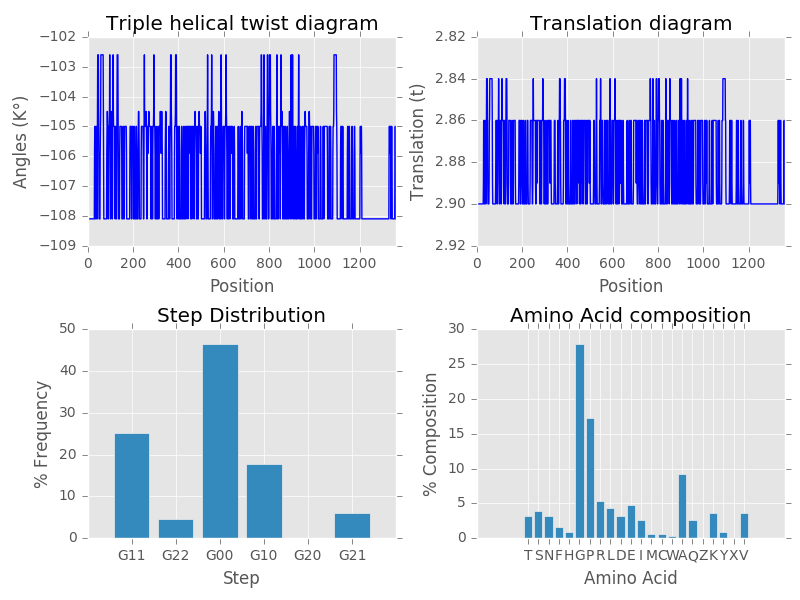 Triple helical twist diagram
Angles (K°)
−102
−103
−104
−105
−106
−107
−108
−109
0 200 400 600 800 1000 1200
Position
Translation diagram
Translation (t)
2.82
2.84
2.86
2.88
2.90
2.92
0 200 400 600 800 1000 1200
Position
Step Distribution
% Frequency
50
40
30
20
10
0
G11 G22 G00 G10 G20 G21
Step
Amino Acid composition
% Composition
30
25
20
15
10
5
0
T S N F H G P R L D E I M C W A Q Z K Y X V
Amino Acid